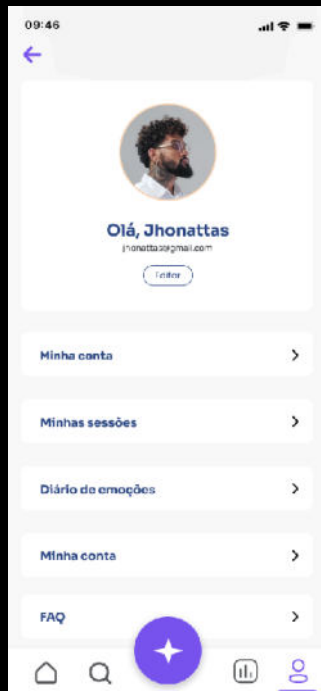 09:46
Olá, Jhonattas
jhonattas@gmail.com
Editar
Minha conta
Minhas sessões
Diário de emoções
Minha conta
FAQ